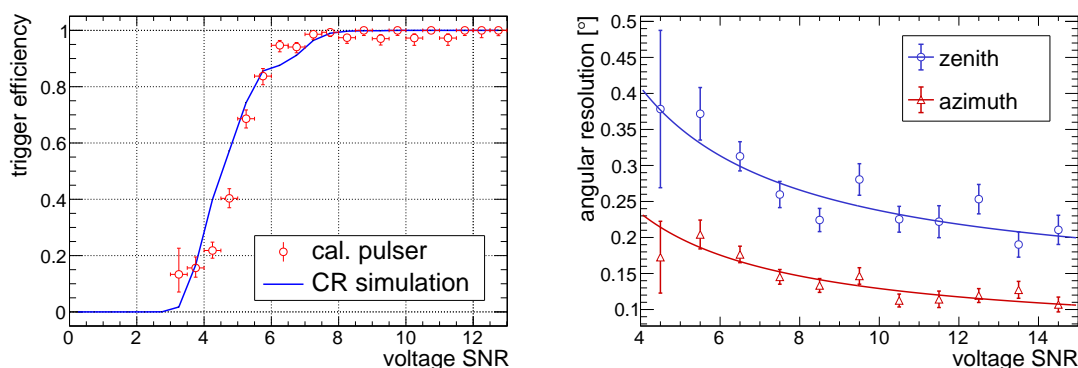 trigger efficiency
1
0.8
0.6
0.4
0.2
0
cal. pulser
CR simulation
0 2 4 6 8 10 12
voltage SNR
angular resolution [°]
0.5
0.45
0.4
0.35
0.3
0.25
0.2
0.15
0.1
zenith
azimuth
4 6 8 10 12 14
voltage SNR